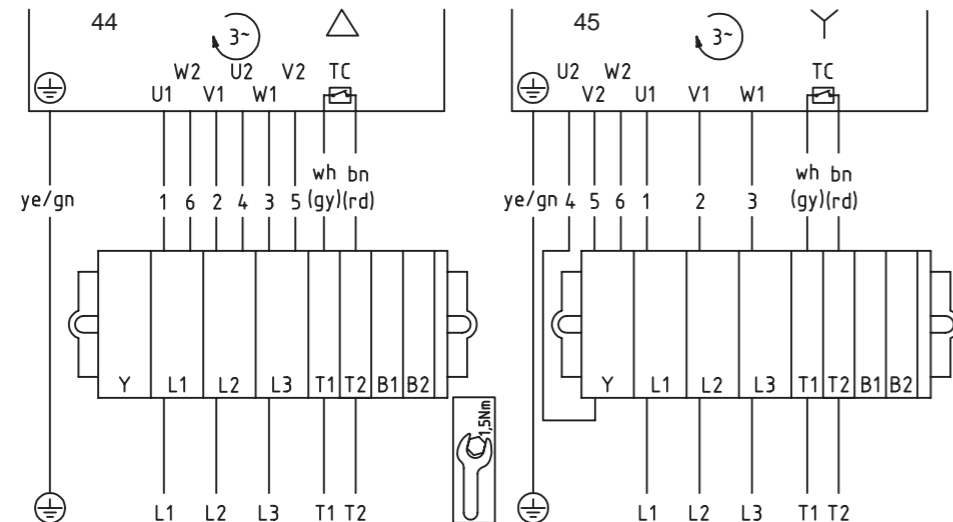 44
3~
W2 U2 V2 TC
U1 V1 W1
wh bn
ye/gn 1 6 2 4 3 5 (gy)(rd)
Y L1 L2 L3 T1 T2 B1 B2
L1 L2 L3 T1 T2
1,5Nm
45
3~
U2 W2 TC
V2 U1 V1 W1
wh bn
ye/gn 4 5 6 1 2 3 (gy)(rd)
Y L1 L2 L3 T1 T2 B1 B2
L1 L2 L3 T1 T2